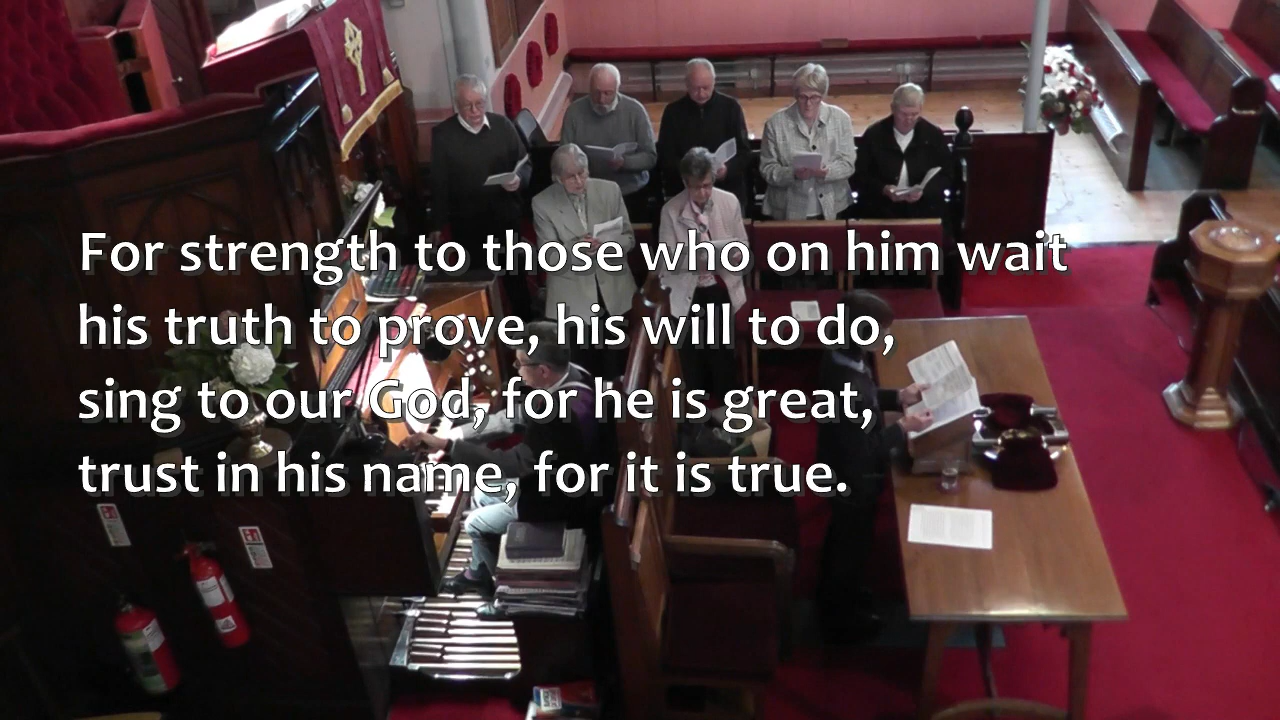 For strength to those who on him wait
his truth to prove, his will to do,
sing to our God, for he is great,
trust in his name, for it is true.